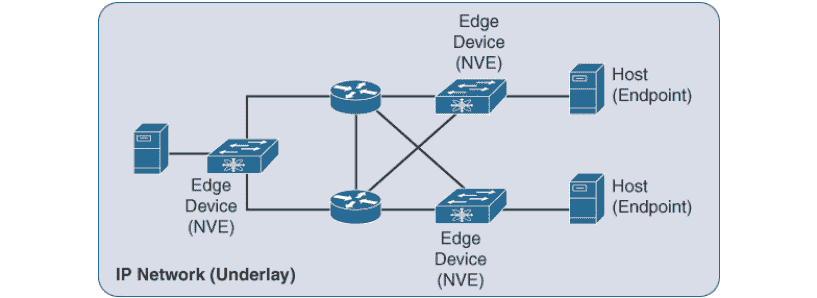 Edge
Device
(NVE)
Host
(Endpoint)
Edge
Device
(NVE)
Host
(Endpoint)
Edge
Device
(NVE)
IP Network (Underlay)